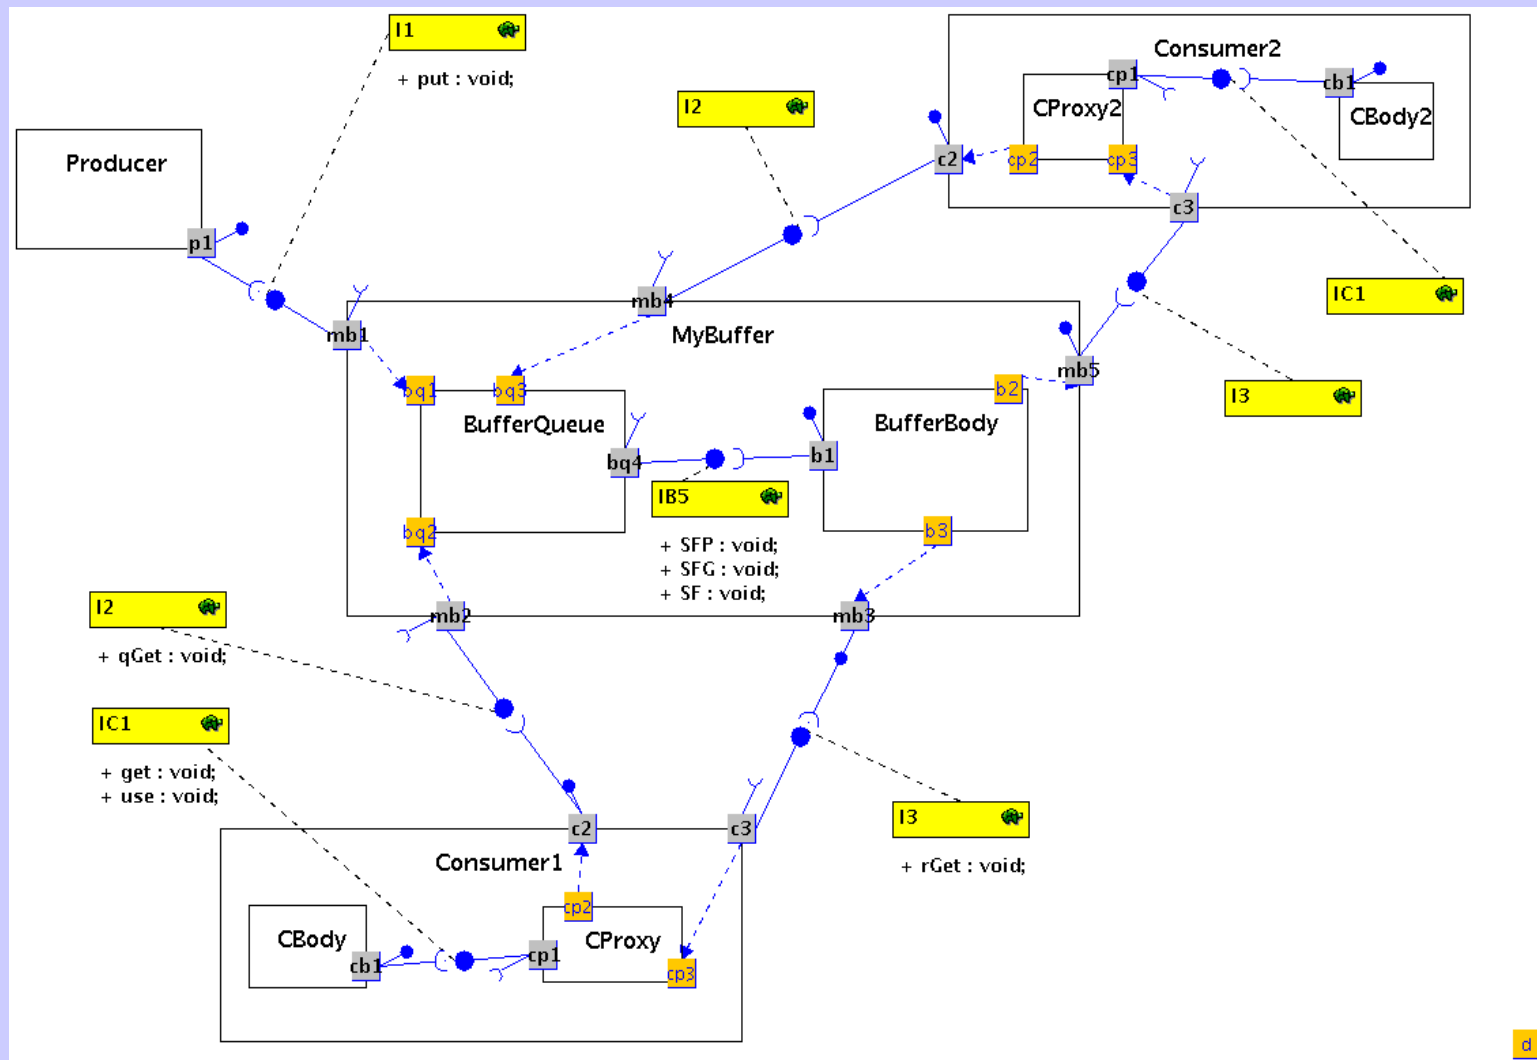 I1
+ put : void;
Consumer2
cp1
cb1
I2
CProxy2
CBody2
Producer
c2
cp2
cp3
c3
p1
IC1
mb4
mb1
MyBuffer
mb5
I3
bq1
bq3
b2
BufferQueue
BufferBody
bq4
b1
IB5
bq2
b3
+ SFP : void;
+ SFG : void;
+ SF : void;
I2
mb2
mb3
+ qGet : void;
IC1
+ get : void;
+ use : void;
I3
c2
c3
Consumer1
+ rGet : void;
cp2
CBody
CProxy
cp1
cb1
cp3
d